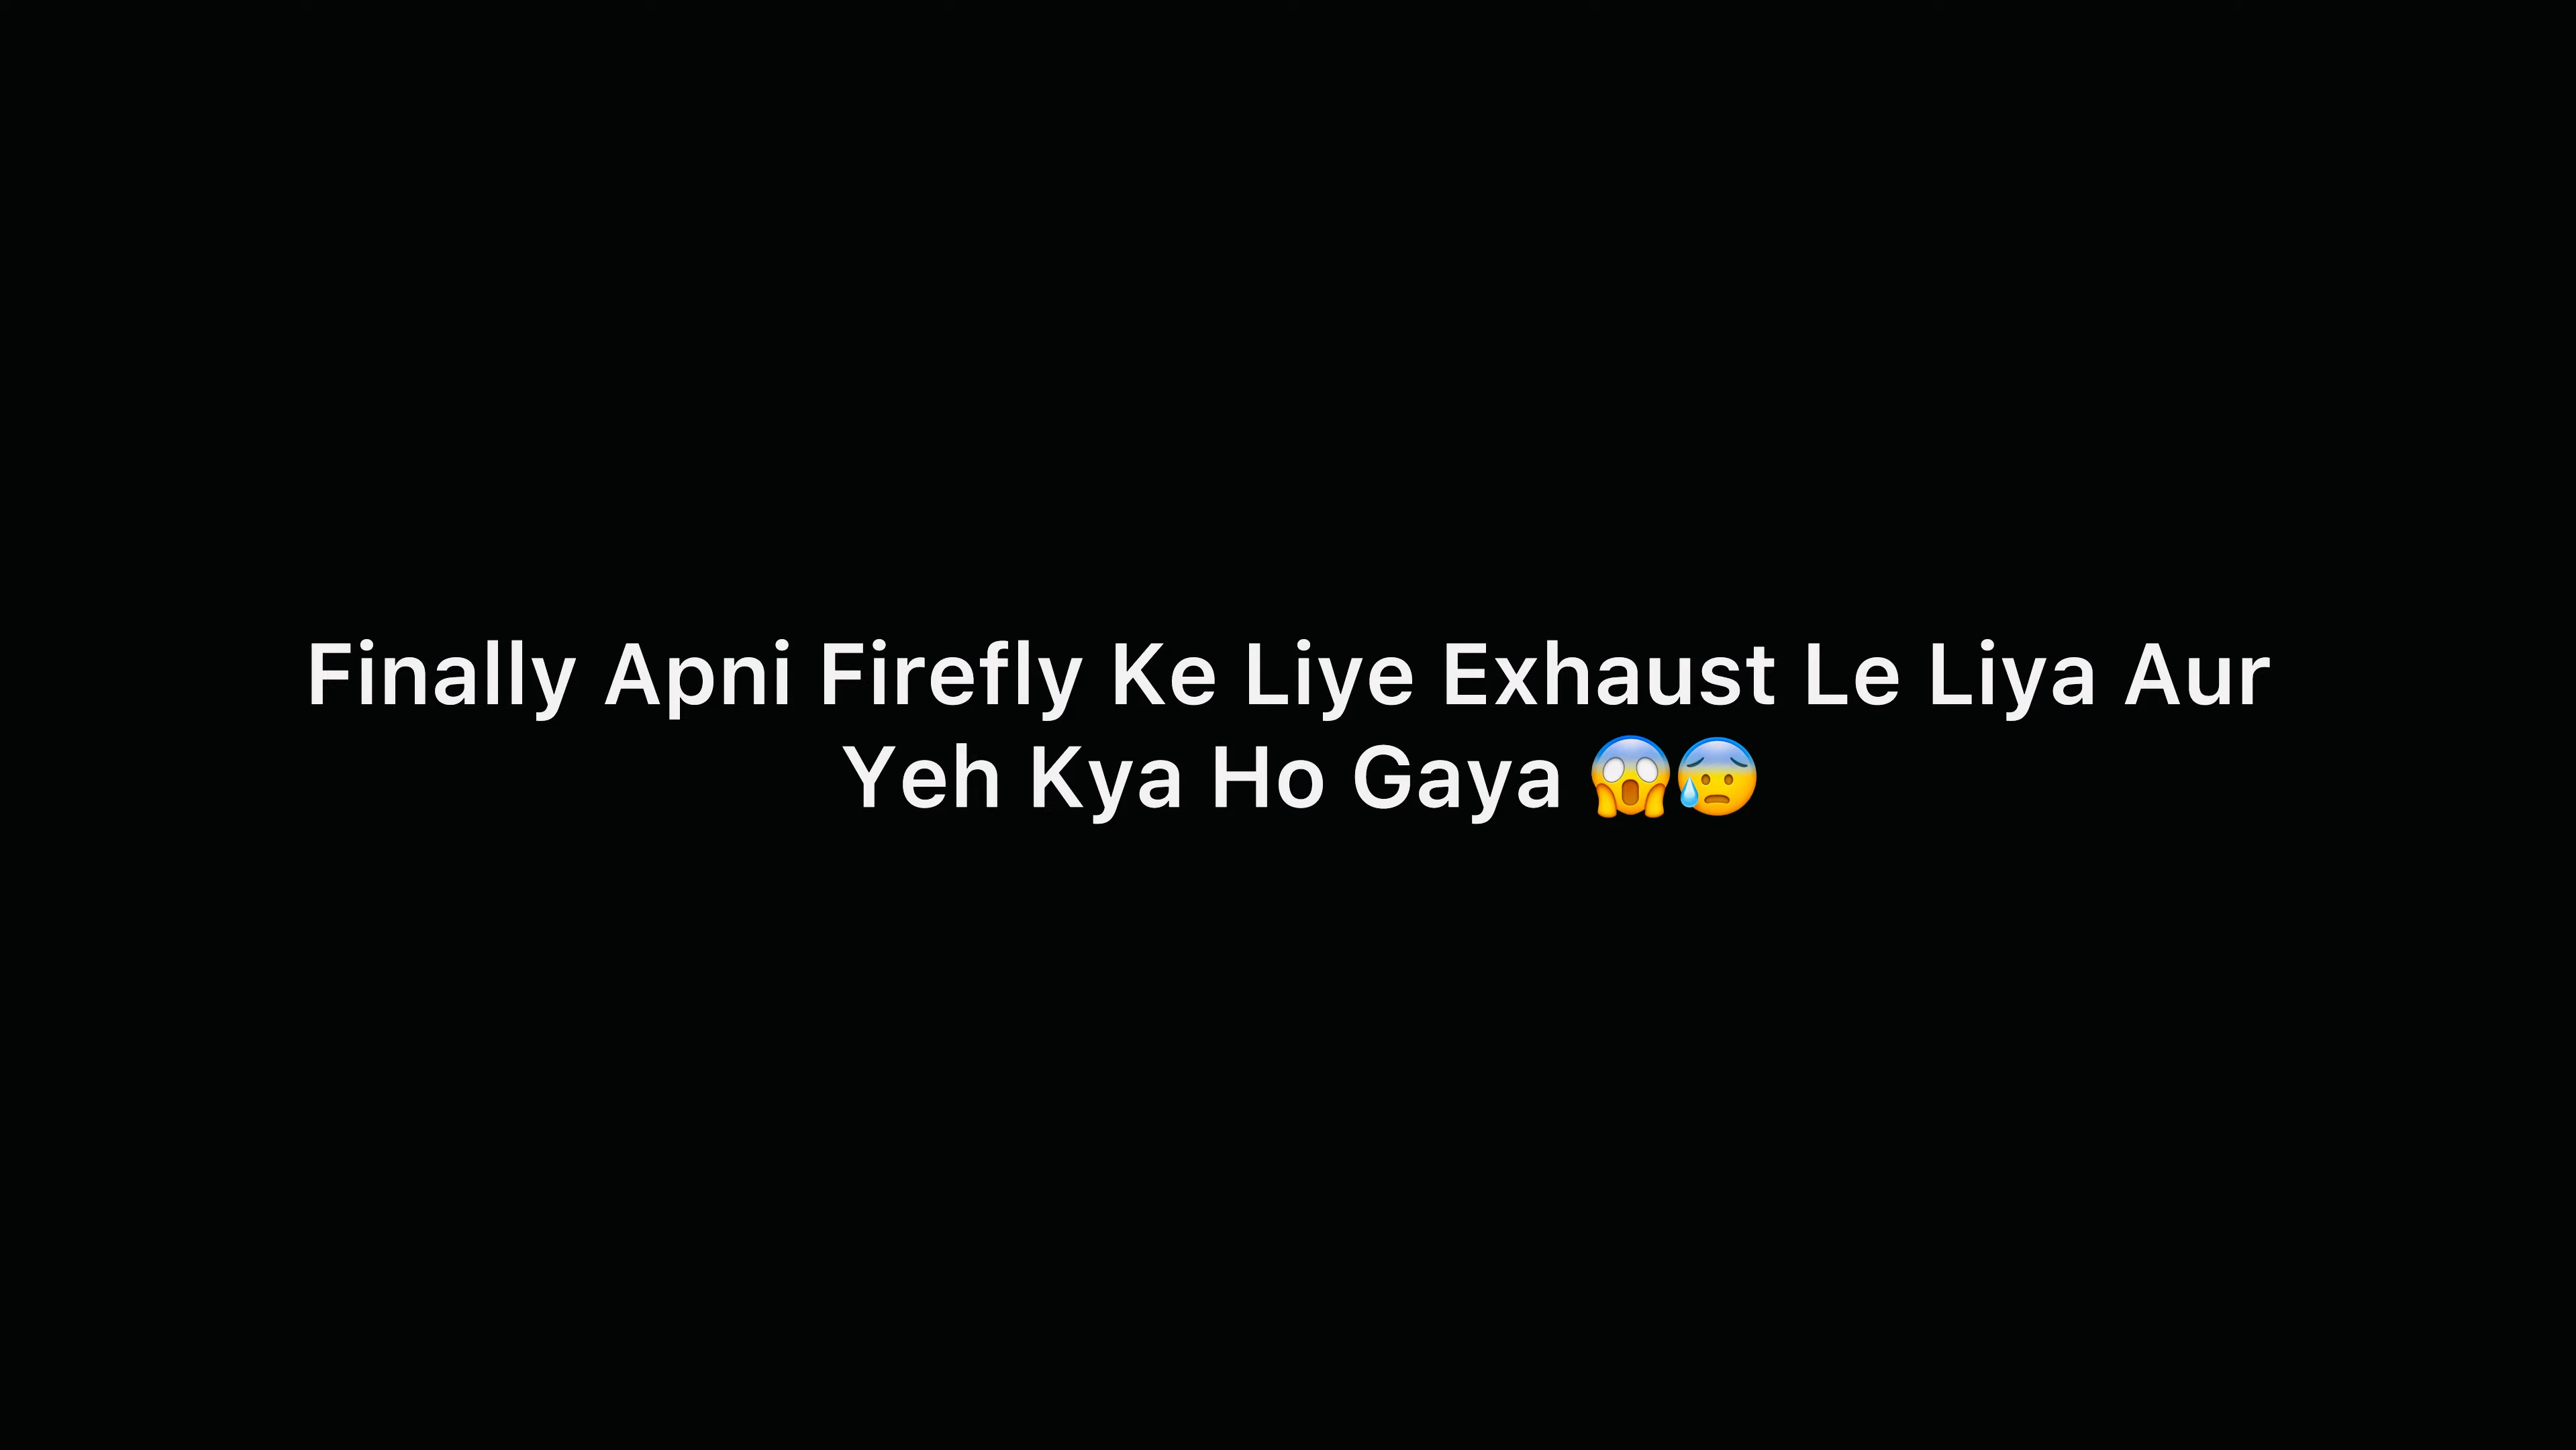 Finally Apni Firefly Ke Liye Exhaust Le Liya Aur
Yeh Kya Ho Gaya 😱😰